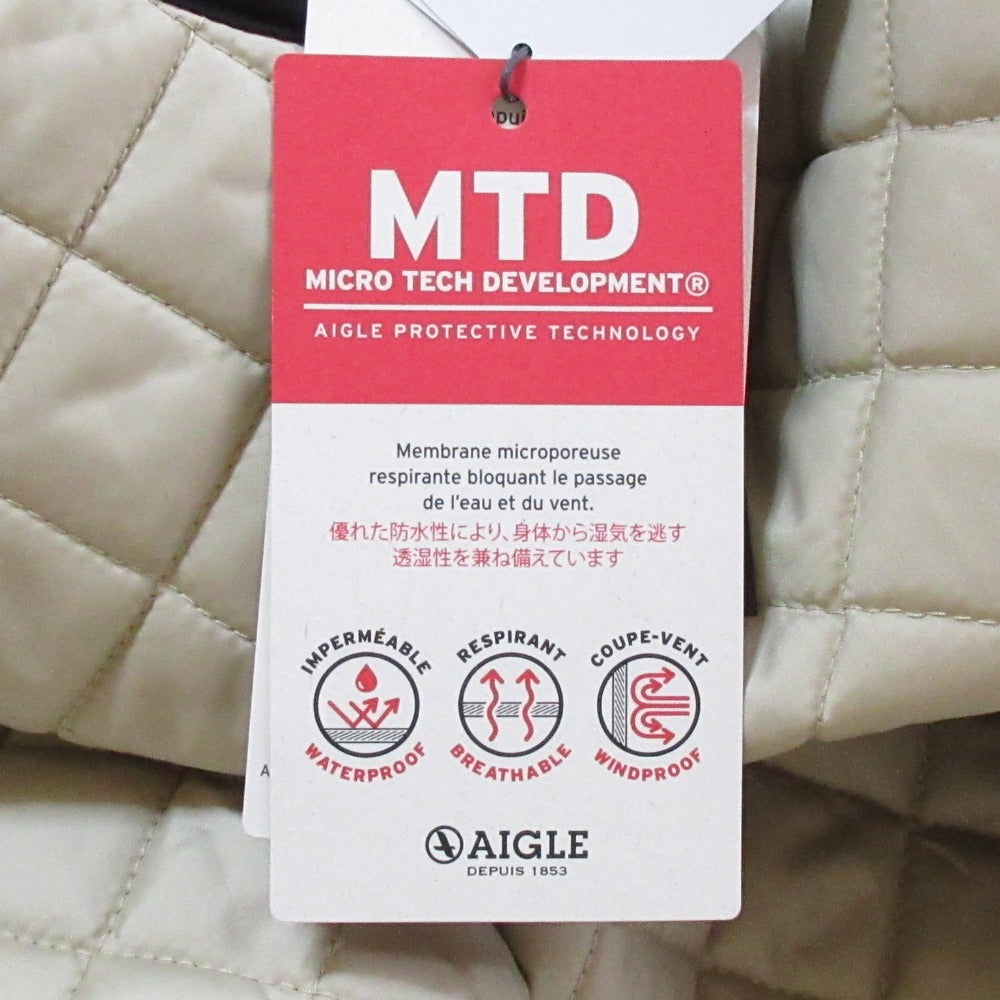 MTD
MICRO TECH DEVELOPMENT®
AIGLE PROTECTIVE TECHNOLOGY
Membrane microporeuse
respirante bloquant le passage
de l'eau et du vent.
優れた防水性により、身体から湿気を逃す
透湿性を兼ね備えています
IMPERMÉABLE
WATERPROOF
RESPIRANT
BREATHABLE
COUPE-VENT
WINDPROOF
AIGLE
DEPUIS 1853